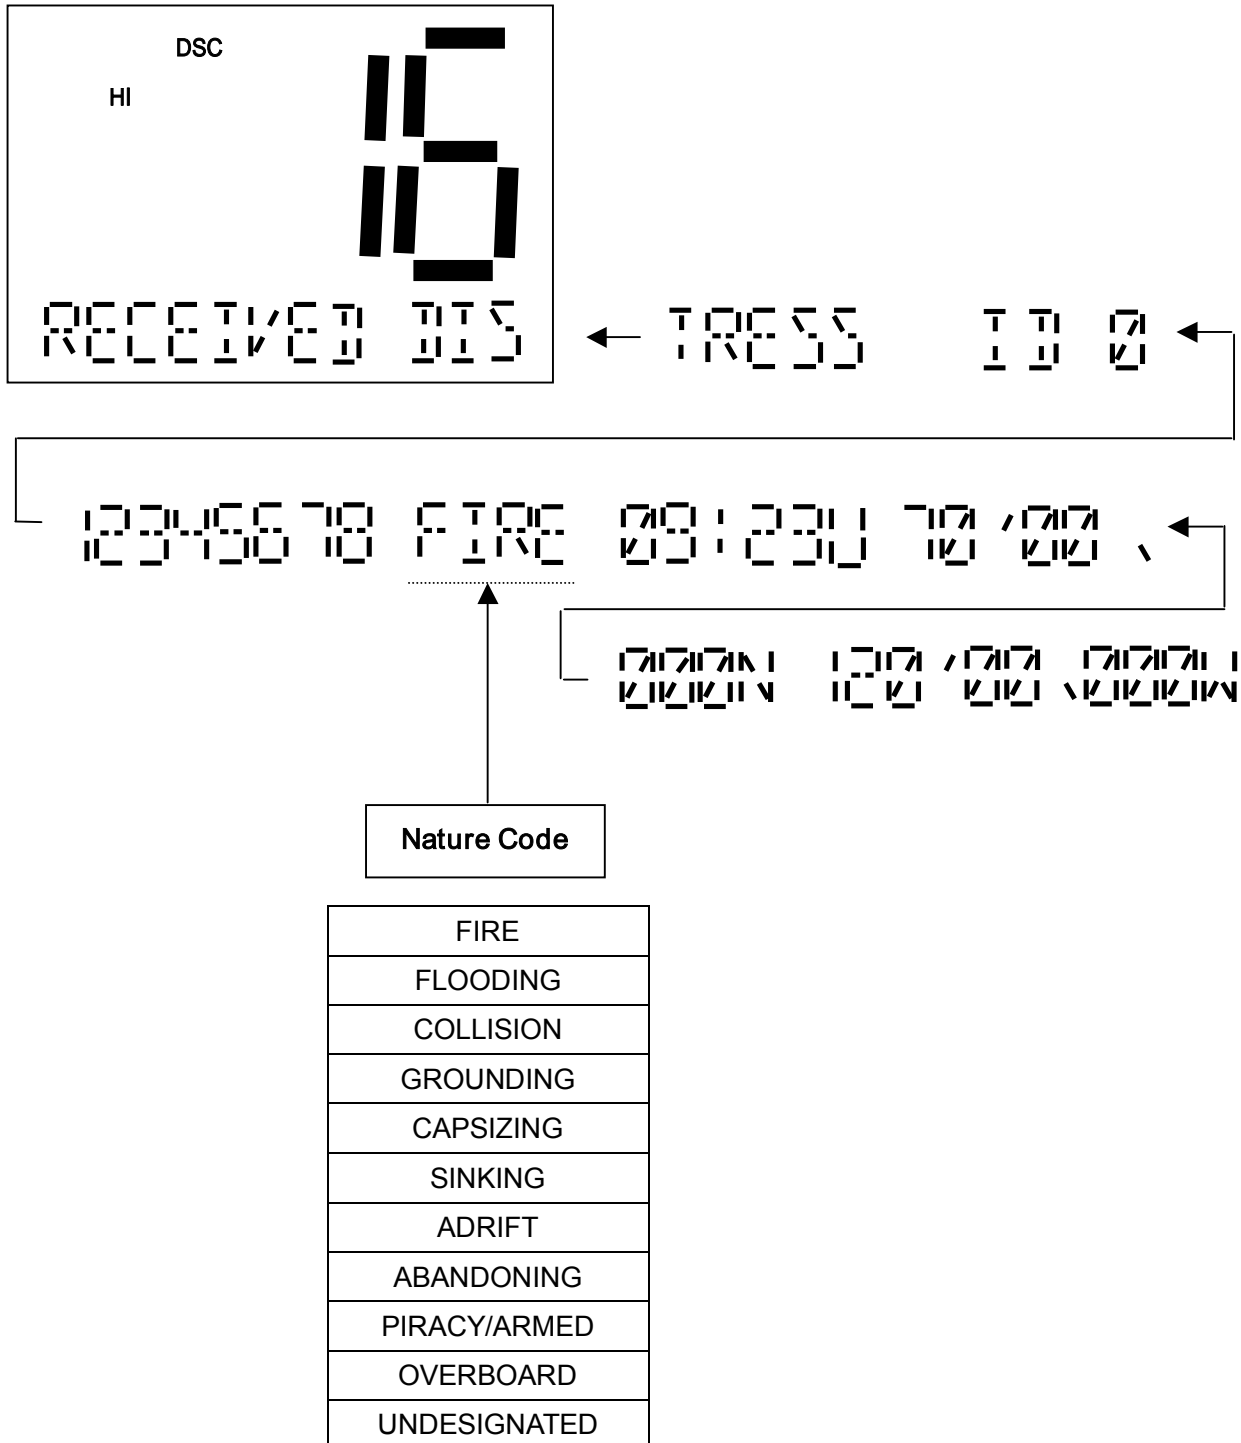 DSC
HI
16
RECEIVED DIS TRESS ID 0
12345678 FIRE 09:23U 70'00.
000N 120'00.000W
Nature Code
FIRE
FLOODING
COLLISION
GROUNDING
CAPSIZING
SINKING
ADRIFT
ABANDONING
PIRACY/ARMED
OVERBOARD
UNDESIGNATED